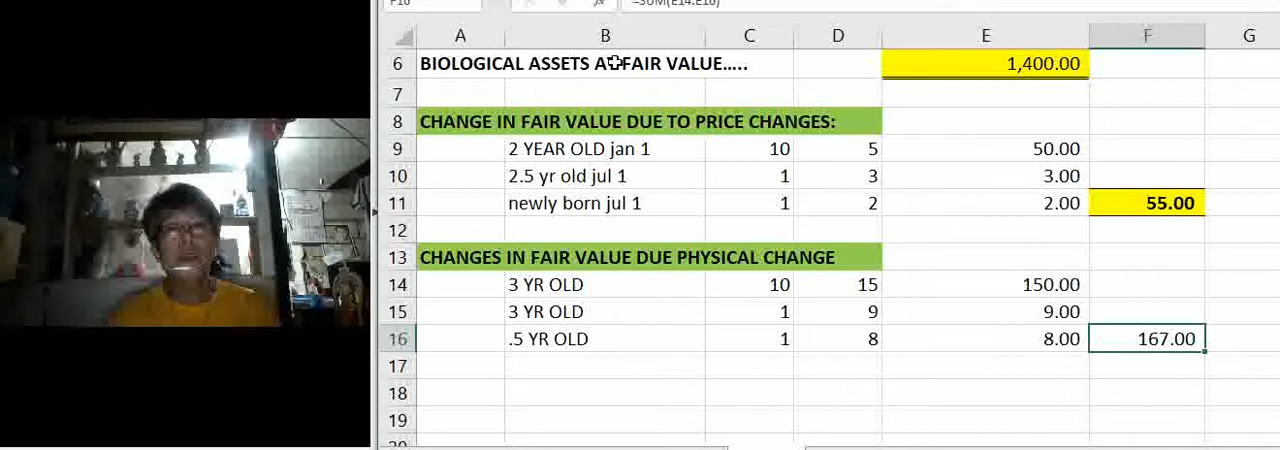 A B C D E F G
6 BIOLOGICAL ASSETS AT FAIR VALUE..... 1,400.00
7
8 CHANGE IN FAIR VALUE DUE TO PRICE CHANGES:
9 2 YEAR OLD jan 1 10 5 50.00
10 2.5 yr old jul 1 1 3 3.00
11 newly born jul 1 1 2 2.00 55.00
12
13 CHANGES IN FAIR VALUE DUE PHYSICAL CHANGE
14 3 YR OLD 10 15 150.00
15 3 YR OLD 1 9 9.00
16 .5 YR OLD 1 8 8.00 167.00
17
18
19